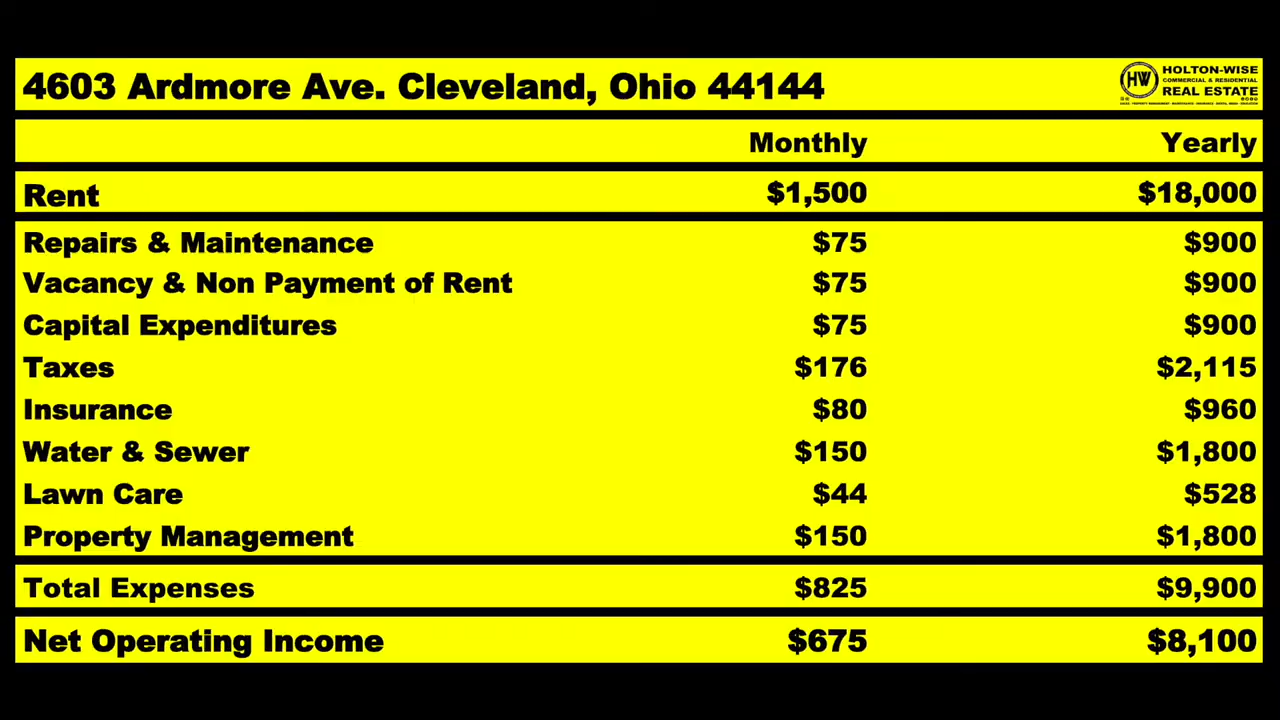 4603 Ardmore Ave. Cleveland, Ohio 44144
HW
HOLTON-WISE
COMMERCIAL & RESIDENTIAL
REAL ESTATE
Monthly Yearly
Rent $1,500 $18,000
Repairs & Maintenance $75 $900
Vacancy & Non Payment of Rent $75 $900
Capital Expenditures $75 $900
Taxes $176 $2,115
Insurance $80 $960
Water & Sewer $150 $1,800
Lawn Care $44 $528
Property Management $150 $1,800
Total Expenses $825 $9,900
Net Operating Income $675 $8,100